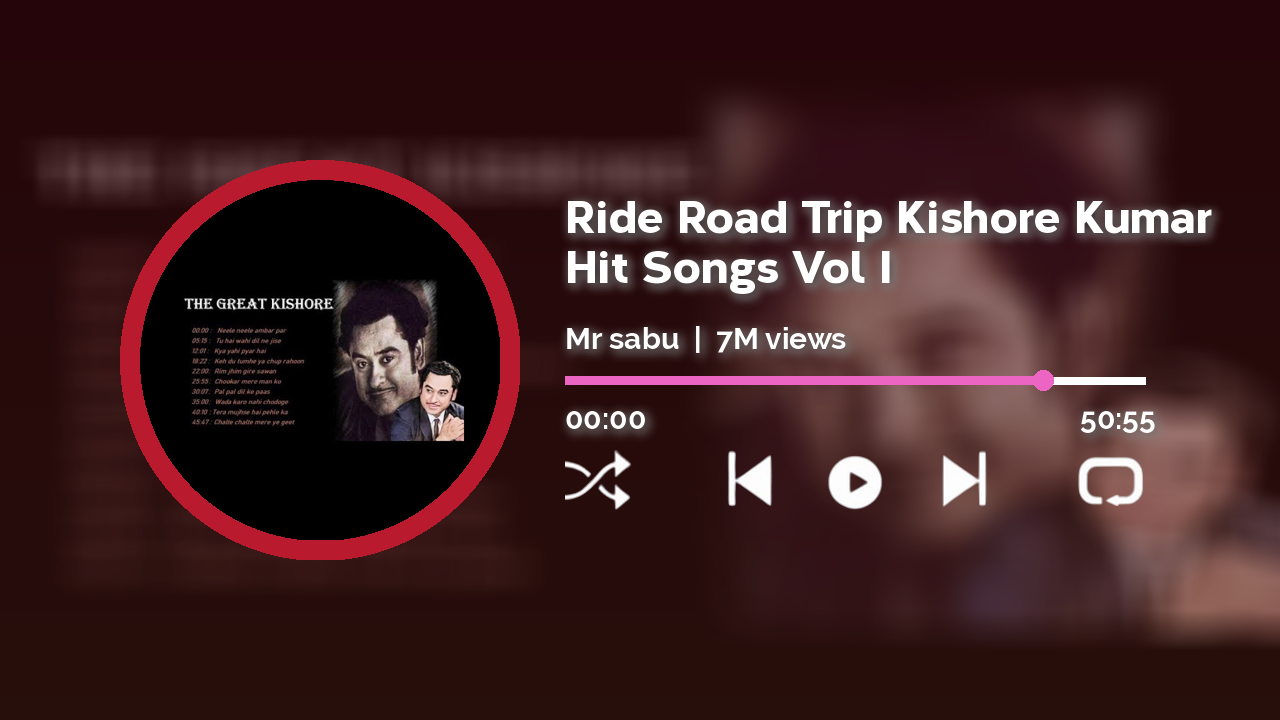 THE GREAT KISHORE
00:00 : Neele neele ambar par
05:15 : Tu hai wahi dil ne jise
12:01 : Kya yahi pyar hai
18:22 : Keh du tumhe ya chup rahoon
22:00 : Rim jhim gire sawan
25:55 : Chookar mere man ko
30:07 : Pal pal dil ke paas
35:00 : Wada karo nahi chodoge
40:10 : Tera mujhse hai pehle ka
45:47 : Chalte chalte mere ye geet
Ride Road Trip Kishore Kumar
Hit Songs Vol I
Mr sabu | 7M views
00:00 50:55